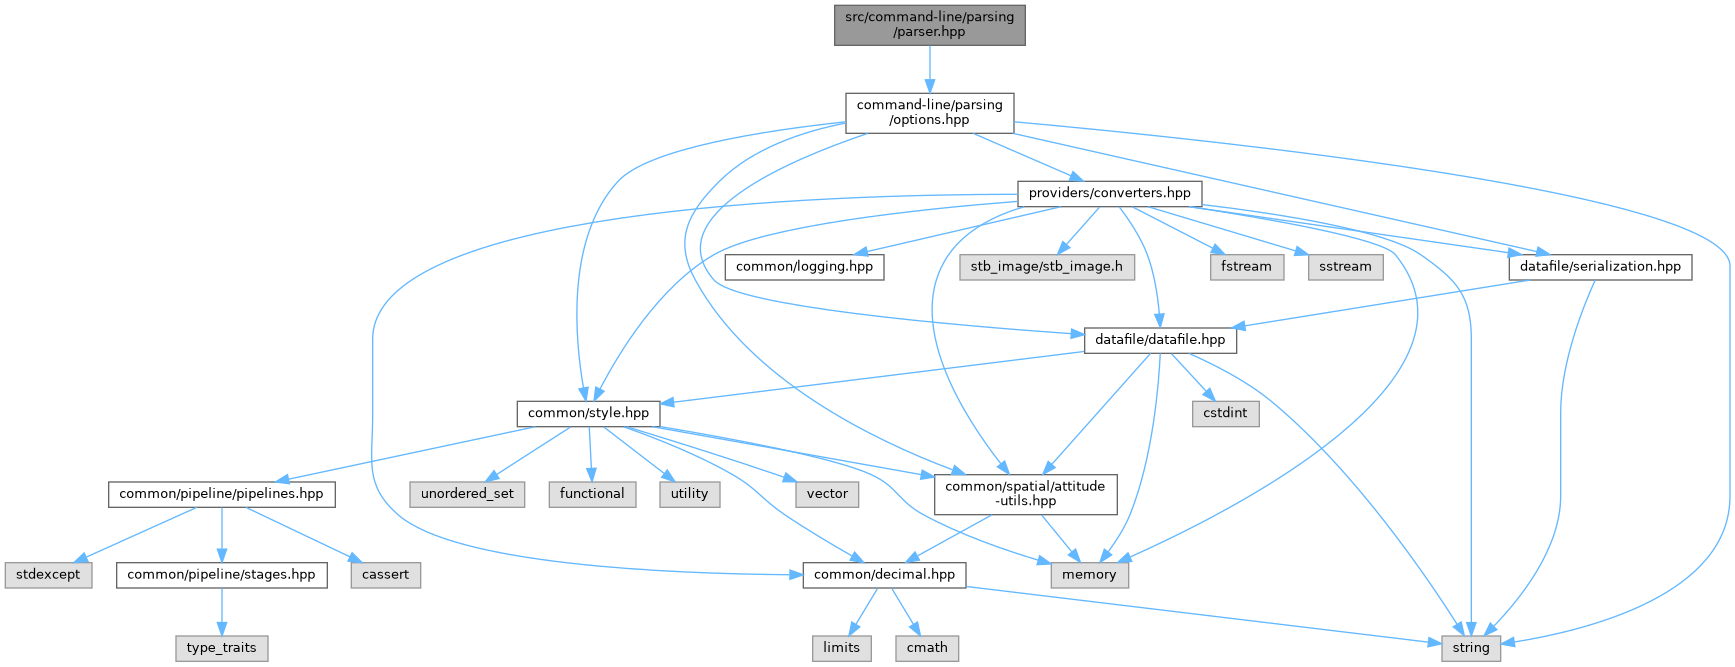 src/command-line/parsing
/parser.hpp
command-line/parsing
/options.hpp
providers/converters.hpp
common/logging.hpp
stb_image/stb_image.h
fstream
sstream
datafile/serialization.hpp
datafile/datafile.hpp
common/style.hpp
cstdint
common/pipeline/pipelines.hpp
unordered_set
functional
utility
vector
common/spatial/attitude
-utils.hpp
stdexcept
common/pipeline/stages.hpp
cassert
common/decimal.hpp
memory
type_traits
limits
cmath
string